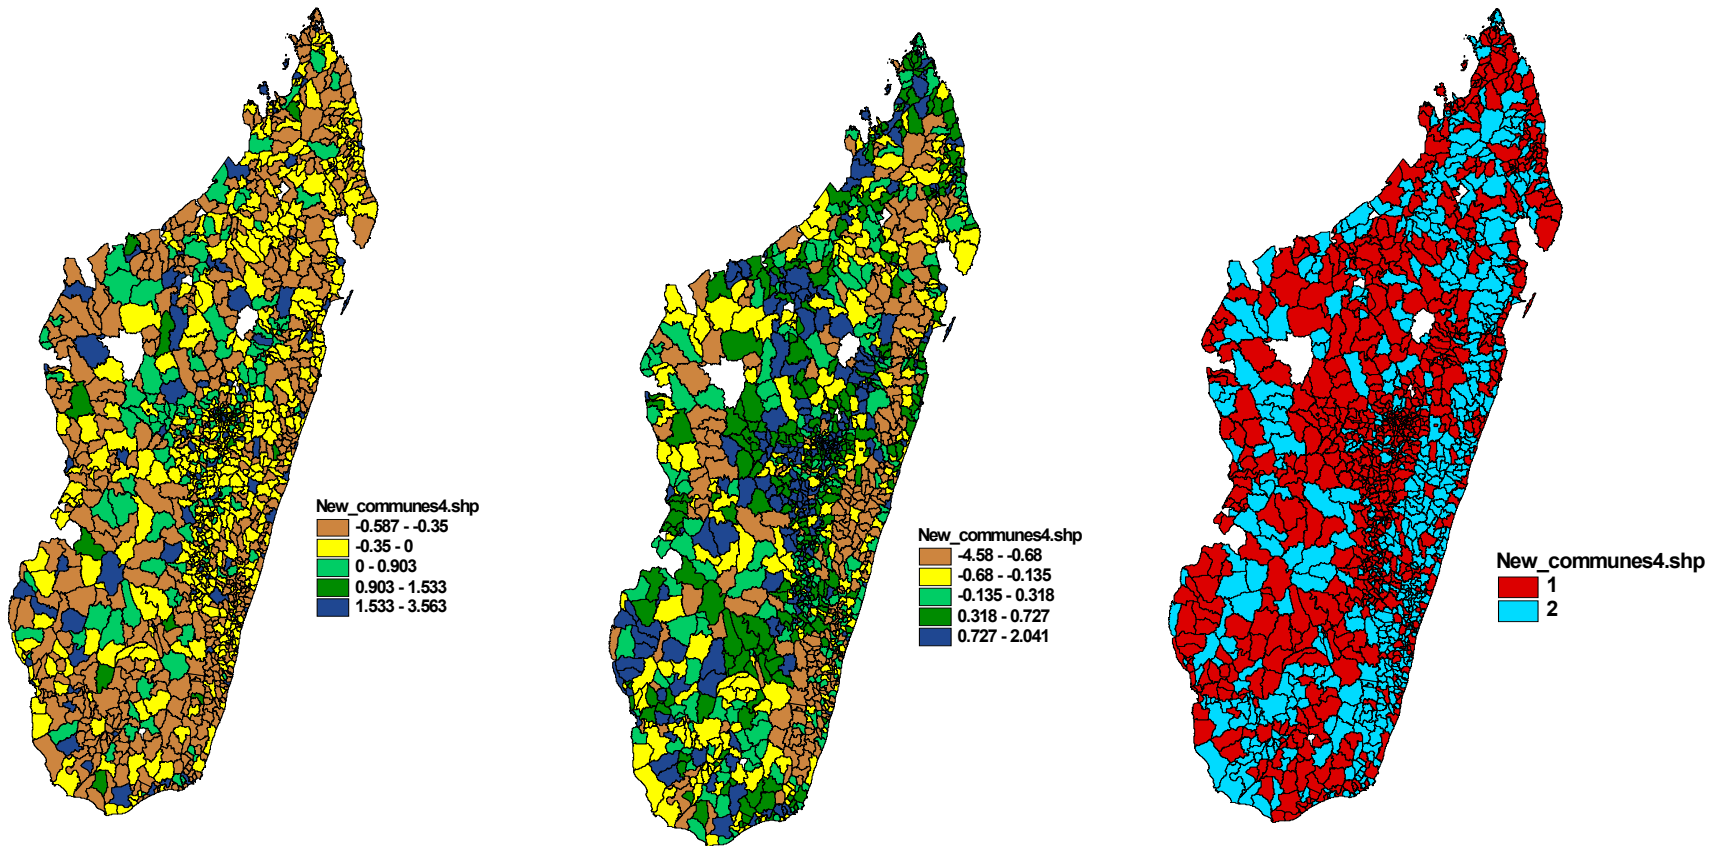 New_communes4.shp
-0.587 - -0.35
-0.35 - 0
0 - 0.903
0.903 - 1.533
1.533 - 3.563
New_communes4.shp
-4.58 - -0.68
-0.68 - -0.135
-0.135 - 0.318
0.318 - 0.727
0.727 - 2.041
New_communes4.shp
1
2